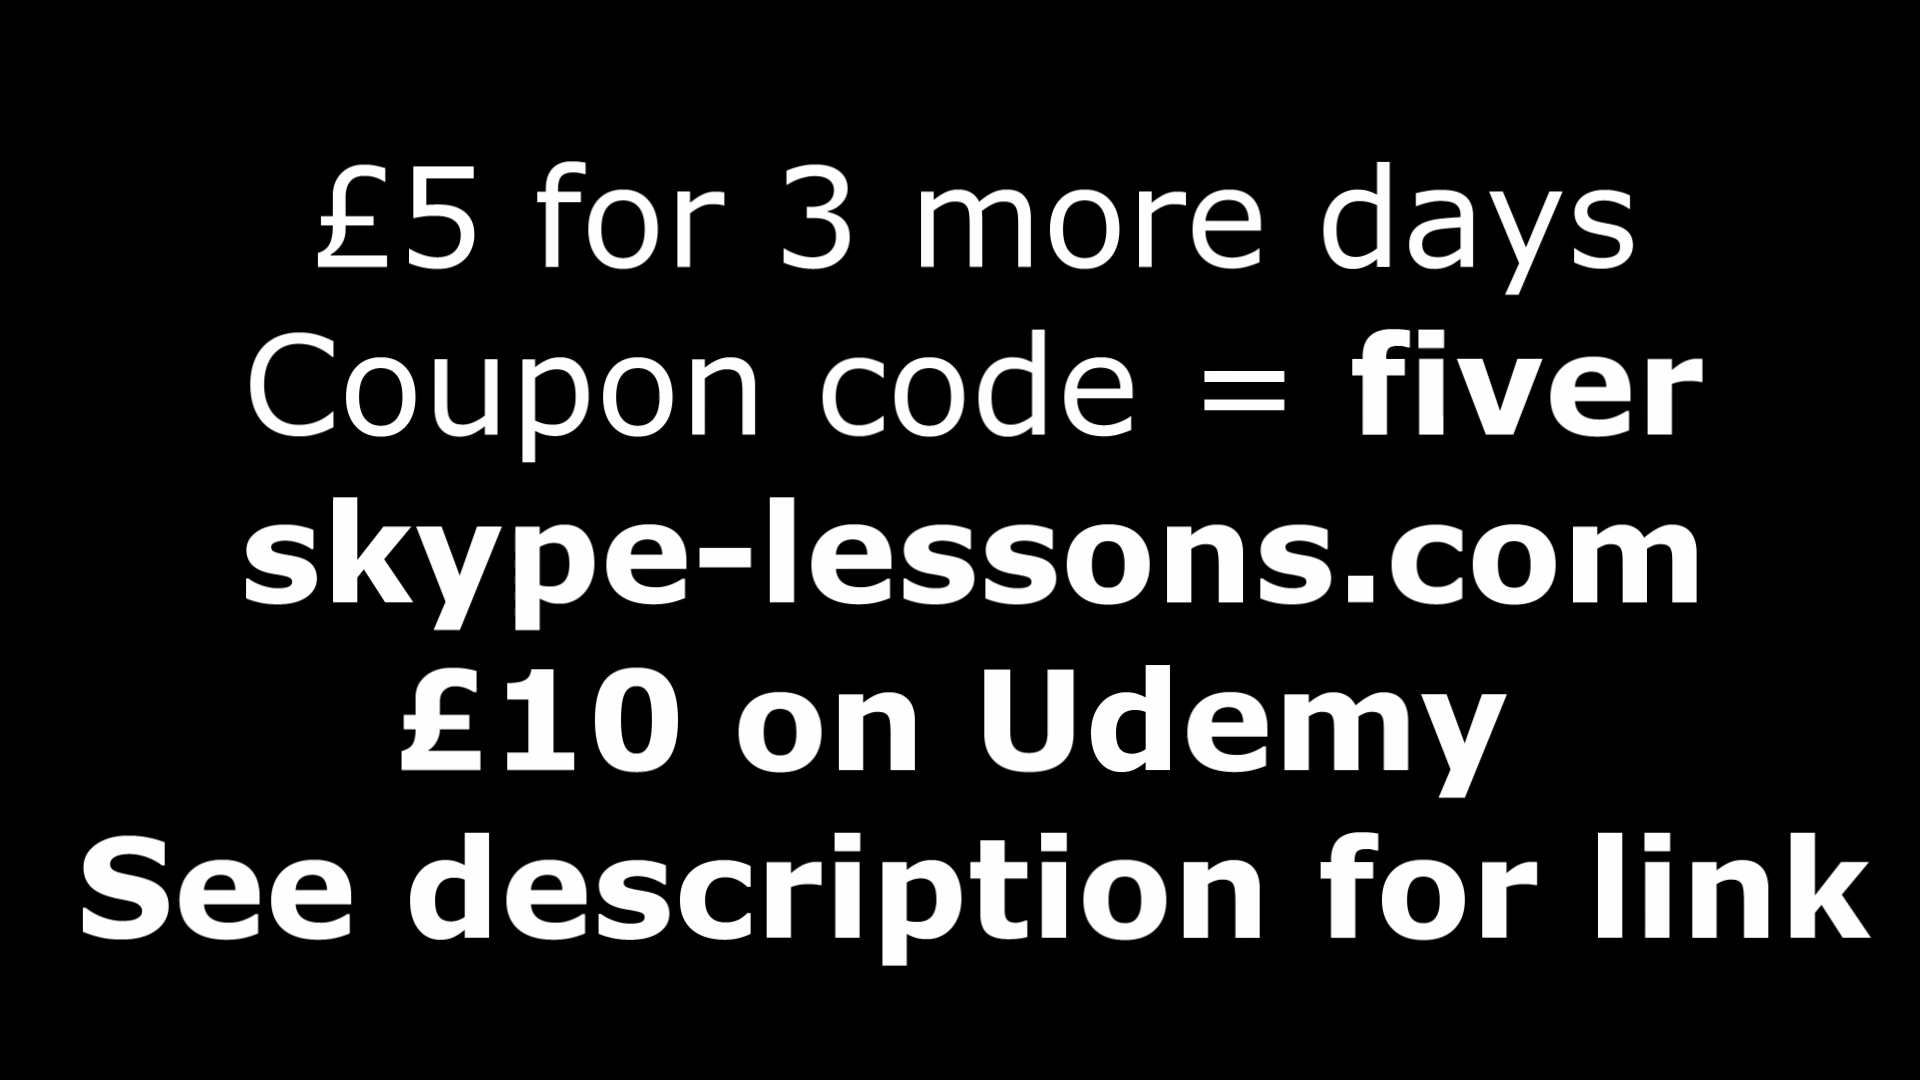 £5 for 3 more days
Coupon code = fiver
skype-lessons.com
£10 on Udemy
See description for link